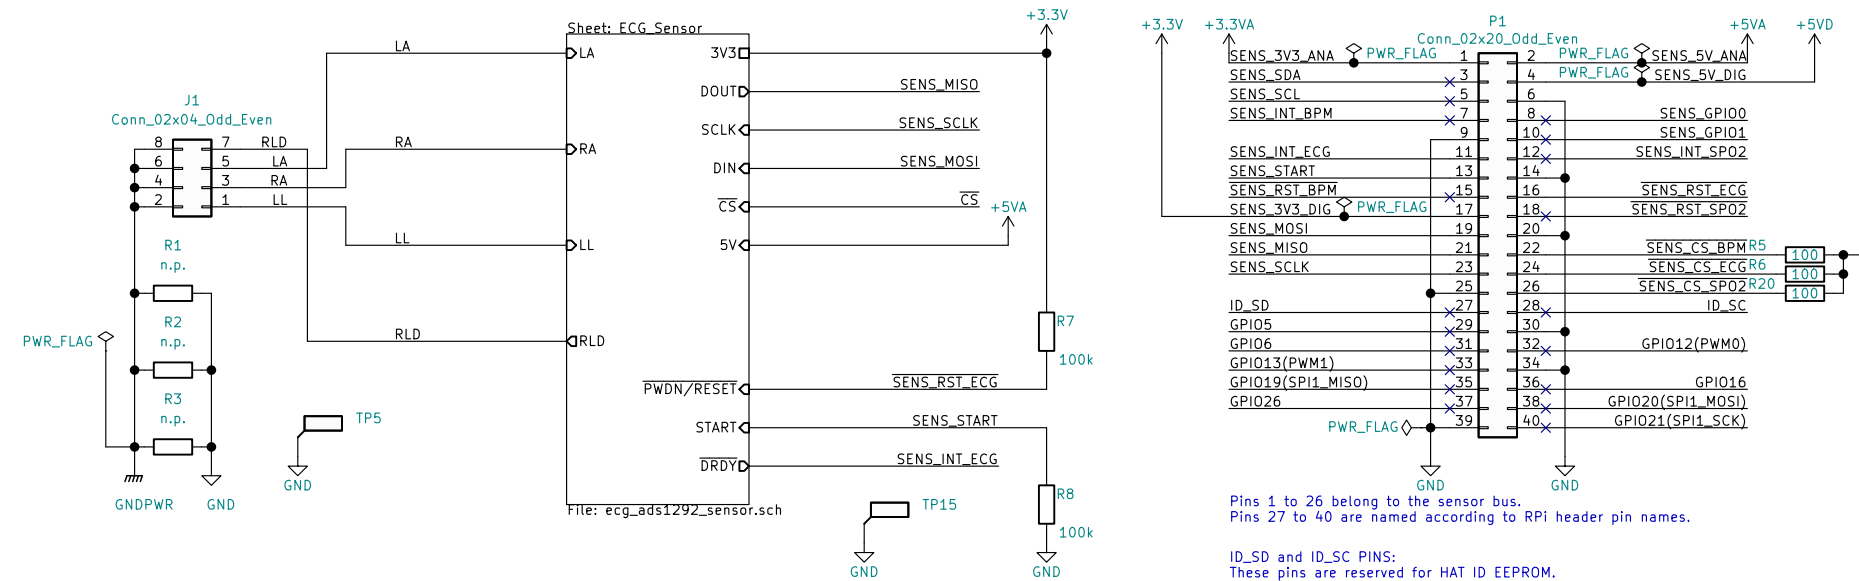 Sheet: ECG_Sensor
LA
LA
3V3
+3.3V
DOUT
SENS_MISO
SCLK
SENS_SCLK
RA
RA
DIN
SENS_MOSI
CS
CS
+5VA
LL
LL
5V
RLD
RLD
PWDN/RESET
SENS_RST_ECG
START
SENS_START
DRDY
SENS_INT_ECG
File: ecg_ads1292_sensor.sch
J1
Conn_02x04_Odd_Even
8 7 RLD
6 5 LA
4 3 RA
2 1 LL
R1
n.p.
R2
n.p.
PWR_FLAG
R3
n.p.
GNDPWR
GND
TP5
GND
TP15
GND
R7
100k
R8
100k
GND
+3.3V
+3.3VA
P1
Conn_02x20_Odd_Even
+5VA
+5VD
SENS_3V3_ANA PWR_FLAG 1 2 PWR_FLAG SENS_5V_ANA
SENS_SDA 3 4 PWR_FLAG SENS_5V_DIG
SENS_SCL 5 6
SENS_INT_BPM 7 8 SENS_GPIO0
9 10 SENS_GPIO1
SENS_INT_ECG 11 12 SENS_INT_SPO2
SENS_START 13 14
SENS_RST_BPM 15 16 SENS_RST_ECG
SENS_3V3_DIG PWR_FLAG 17 18 SENS_RST_SPO2
SENS_MOSI 19 20
SENS_MISO 21 22 SENS_CS_BPM R5 100
SENS_SCLK 23 24 SENS_CS_ECG R6 100
25 26 SENS_CS_SPO2 R20 100
ID_SD 27 28 ID_SC
GPIO5 29 30
GPIO6 31 32 GPIO12(PWM0)
GPIO13(PWM1) 33 34
GPIO19(SPI1_MISO) 35 36 GPIO16
GPIO26 37 38 GPIO20(SPI1_MOSI)
PWR_FLAG 39 40 GPIO21(SPI1_SCK)
GND
GND
Pins 1 to 26 belong to the sensor bus.
Pins 27 to 40 are named according to RPi header pin names.
ID_SD and ID_SC PINS:
These pins are reserved for HAT ID EEPROM.